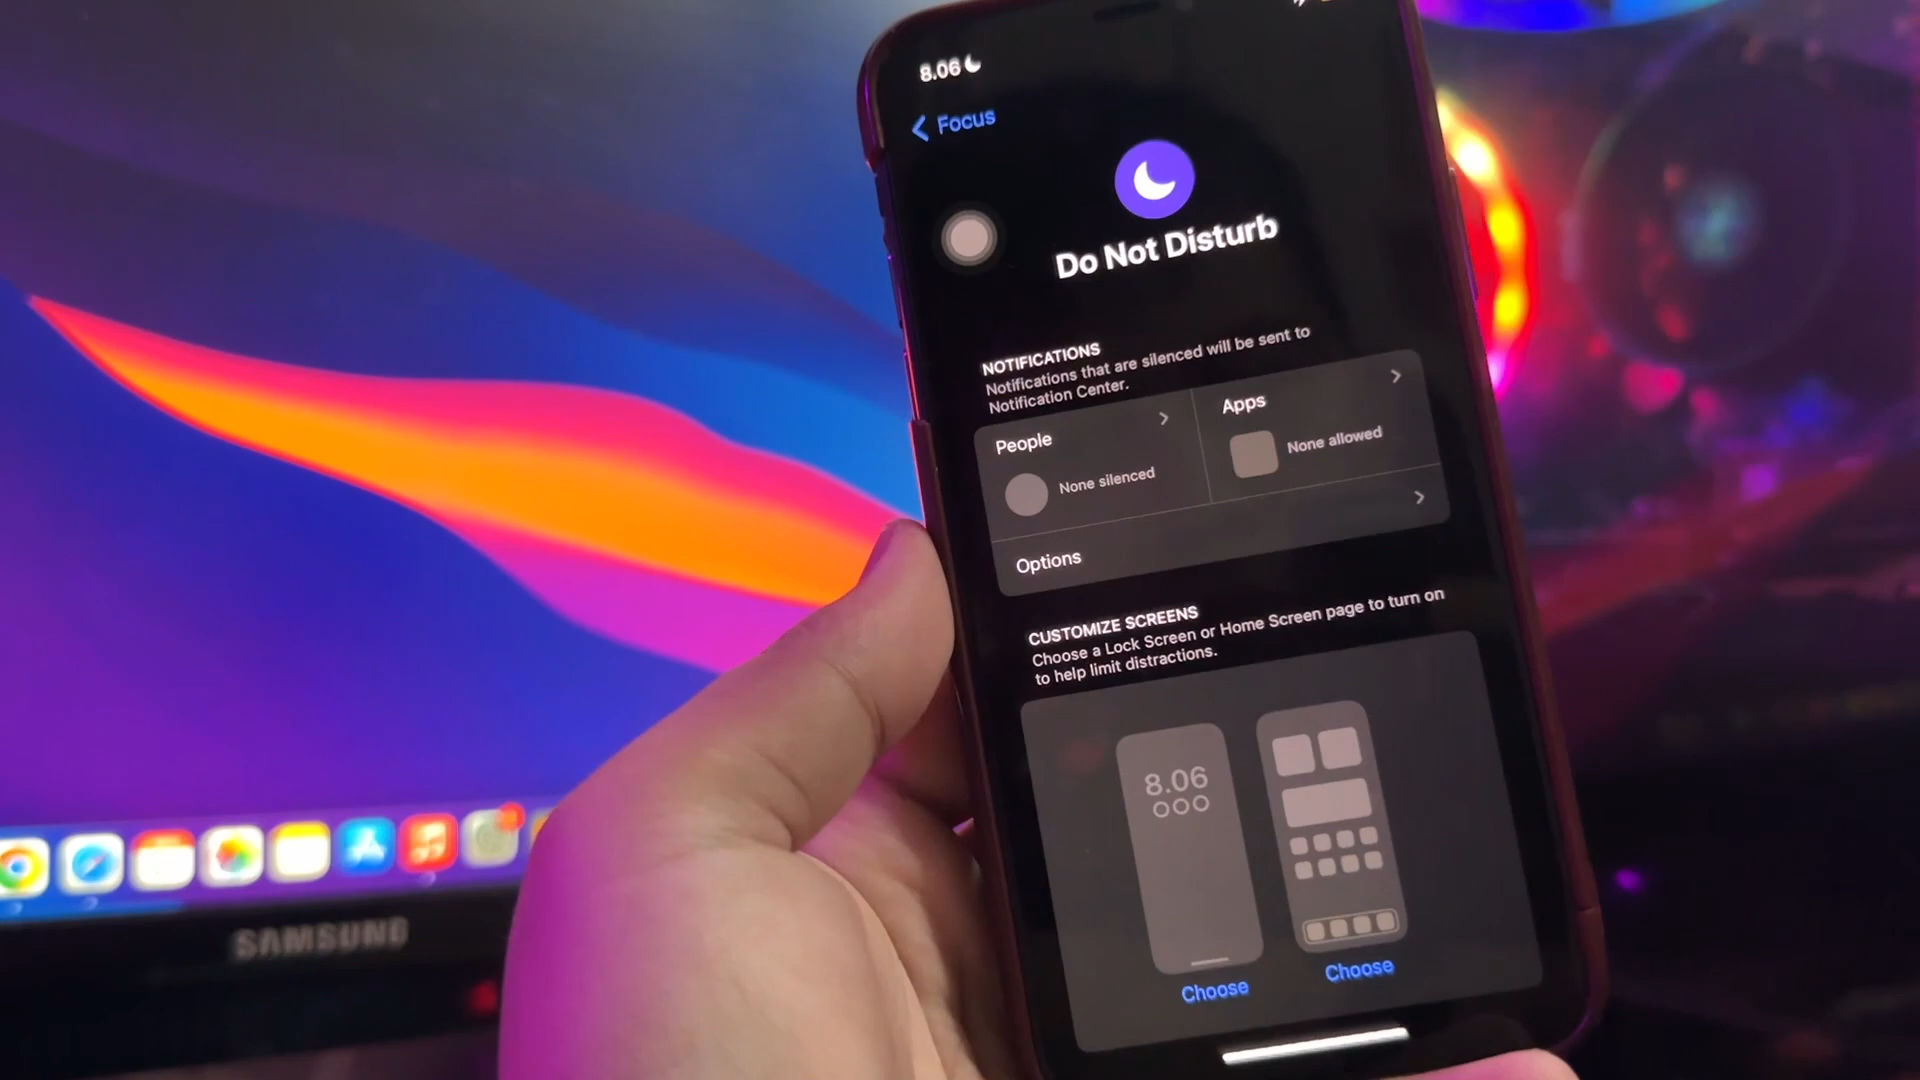 8.06
Focus
Do Not Disturb
NOTIFICATIONS
Notifications that are silenced will be sent to
Notification Center.
People
None silenced
Apps
None allowed
Options
CUSTOMIZE SCREENS
Choose a Lock Screen or Home Screen page to turn on
to help limit distractions.
8.06
Choose
Choose
SAMSUNG